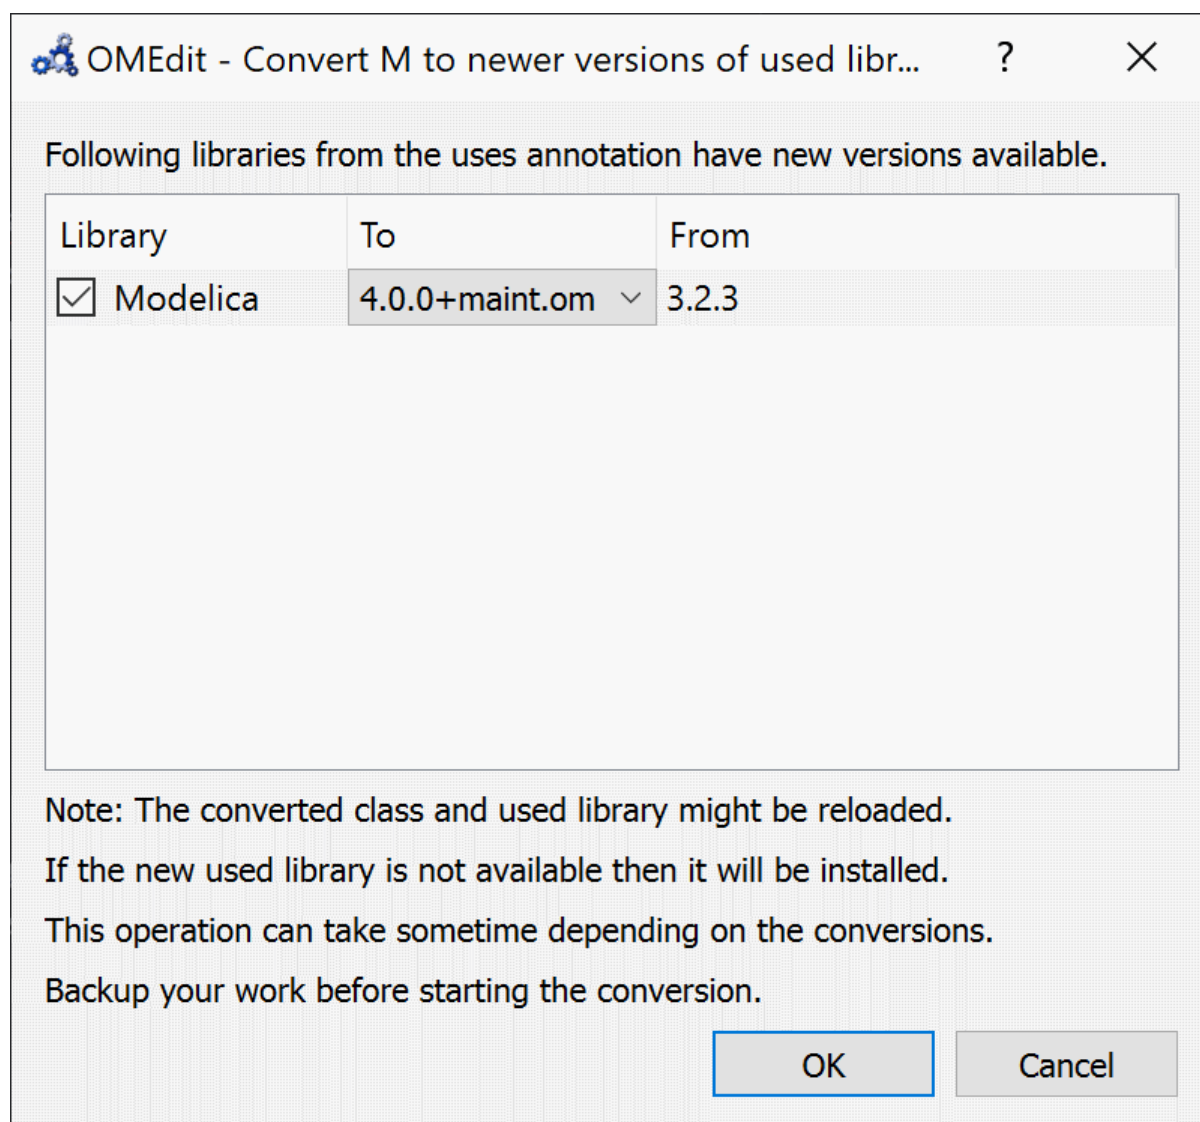 OMEdit - Convert M to newer versions of used libr... ?
Following libraries from the uses annotation have new versions available.
Library To From
Modelica 4.0.0+maint.om 3.2.3
Note: The converted class and used library might be reloaded.
If the new used library is not available then it will be installed.
This operation can take sometime depending on the conversions.
Backup your work before starting the conversion.
OK Cancel